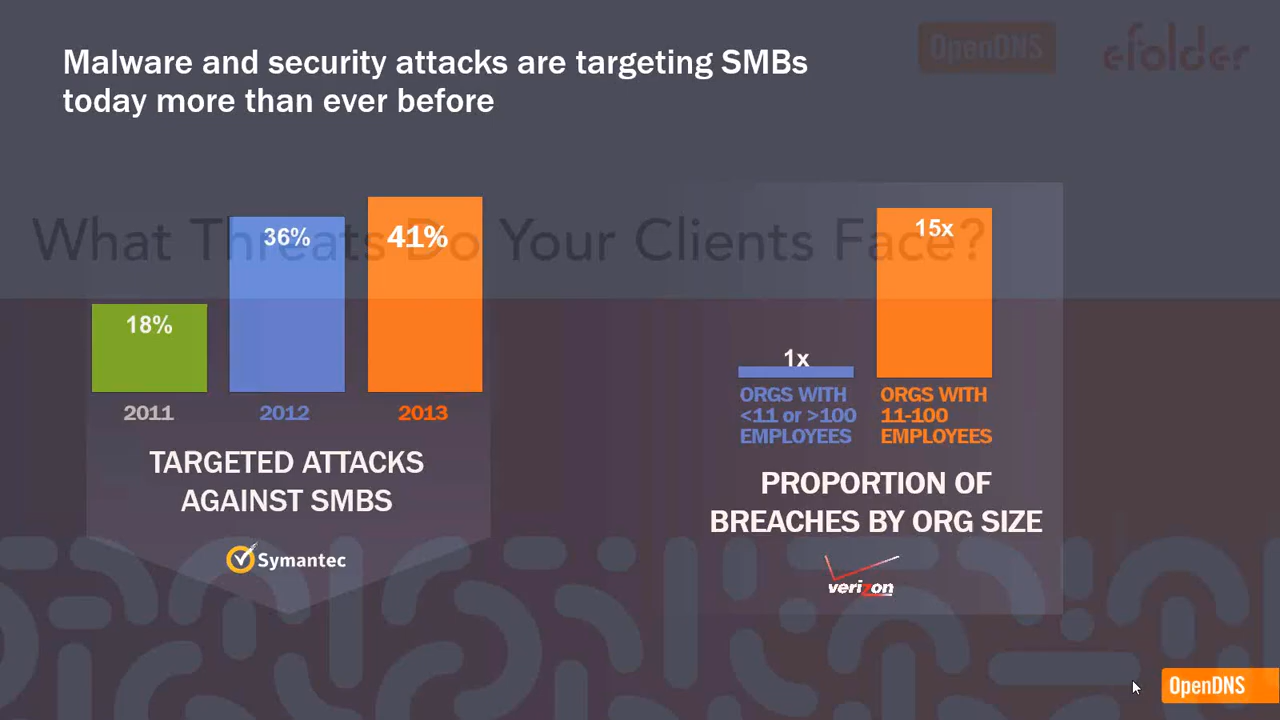 OpenDNS
efolder
Malware and security attacks are targeting SMBs
today more than ever before
What Threats Do Your Clients Face?
18%
36%
41%
2011
2012
2013
TARGETED ATTACKS
AGAINST SMBS
Symantec
1x
15x
ORGS WITH
<11 or >100
EMPLOYEES
ORGS WITH
11-100
EMPLOYEES
PROPORTION OF
BREACHES BY ORG SIZE
verizon
OpenDNS